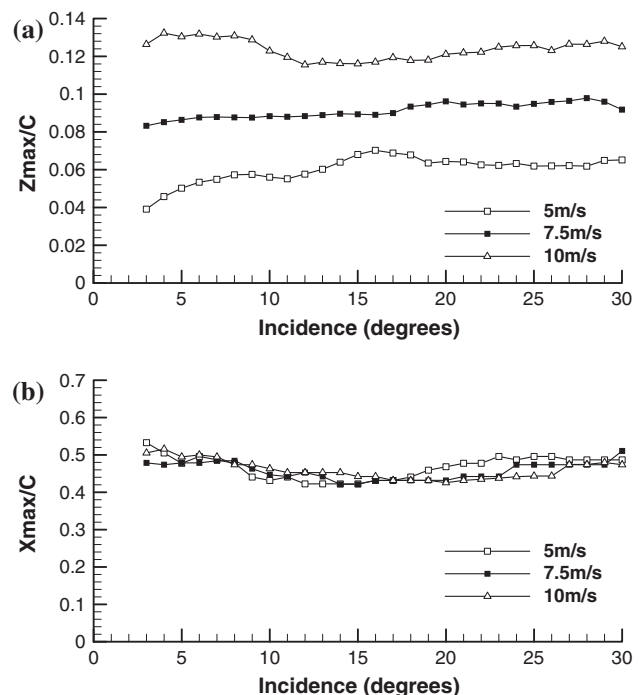 (a)
0.14
0.12
0.1
0.08
0.06
0.04
0.02
0
Zmax/C
5m/s
7.5m/s
10m/s
0 5 10 15 20 25 30
Incidence (degrees)
(b)
0.7
0.6
0.5
0.4
0.3
0.2
0.1
0
Xmax/C
5m/s
7.5m/s
10m/s
0 5 10 15 20 25 30
Incidence (degrees)